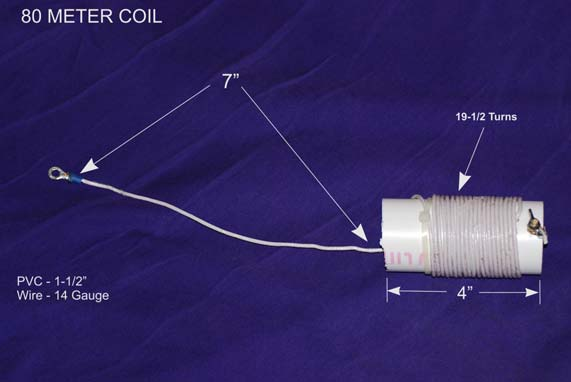 80 METER COIL
7”
19-1/2 Turns
PVC - 1-1/2”
Wire - 14 Gauge
4”